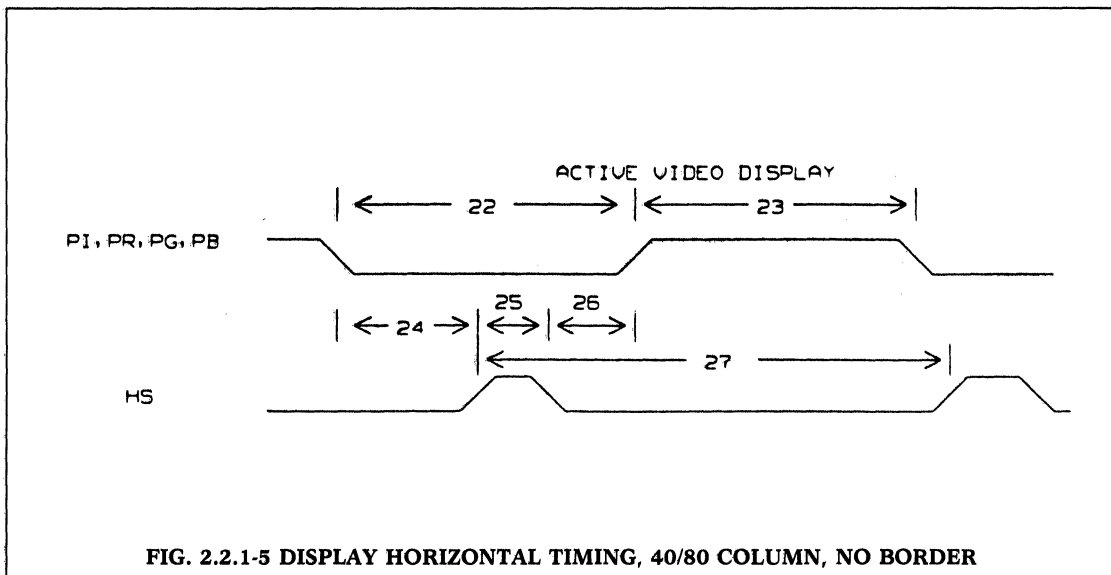 ACTIVE VIDEO DISPLAY
22 23
PI, PR, PG, PB
25 26
24
27
HS
FIG. 2.2.1-5 DISPLAY HORIZONTAL TIMING, 40/80 COLUMN, NO BORDER